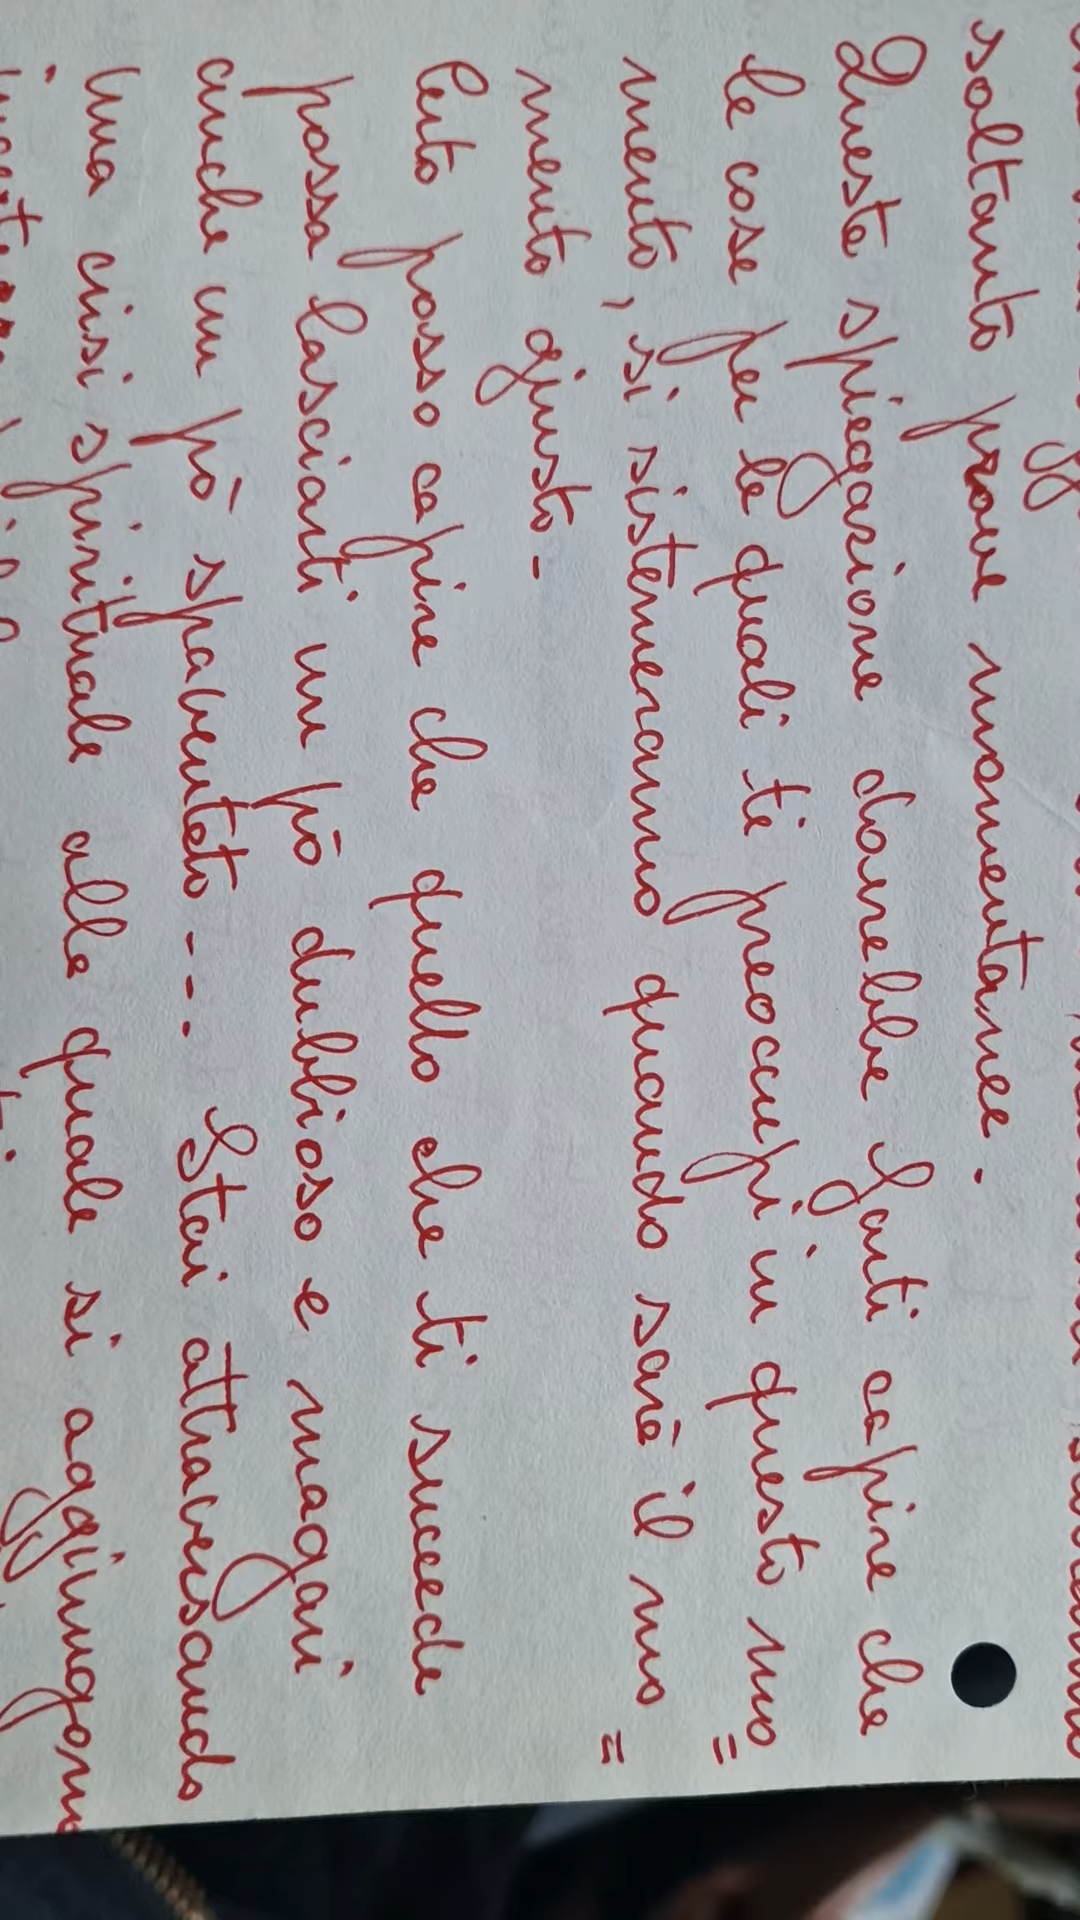 soltanto prove momentanee.
Questa spiegazione dovrebbe farti capire che
le cose per le quali ti preoccupi in questo mo=
mento, si sistemeranno quando sarà il mo=
mento giusto-
Certo posso capire che quello che ti succede
possa lasciarti un pò dubbioso e magari
anche un pò spaventato--. Stai attraversando
una crisi spirituale alla quale si aggiungono